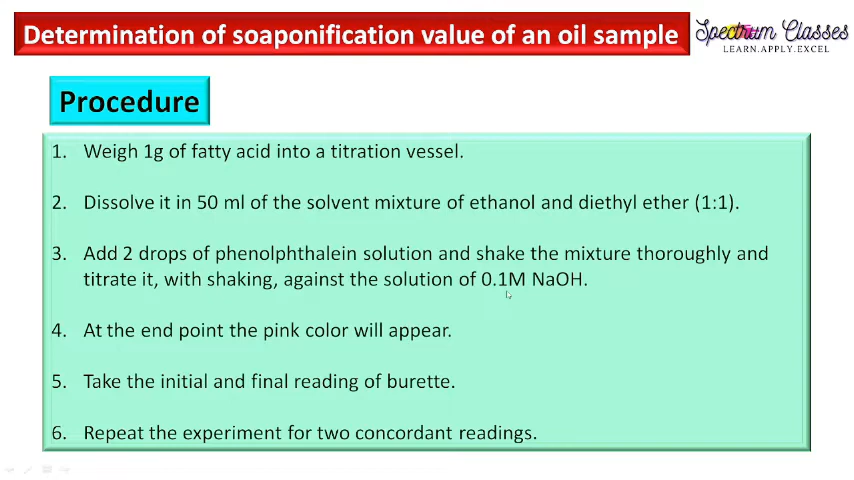 Determination of soaponification value of an oil sample
Spectrum Classes
LEARN.APPLY.EXCEL
Procedure
1. Weigh 1g of fatty acid into a titration vessel.
2. Dissolve it in 50 ml of the solvent mixture of ethanol and diethyl ether (1:1).
3. Add 2 drops of phenolphthalein solution and shake the mixture thoroughly and
titrate it, with shaking, against the solution of 0.1M NaOH.
4. At the end point the pink color will appear.
5. Take the initial and final reading of burette.
6. Repeat the experiment for two concordant readings.